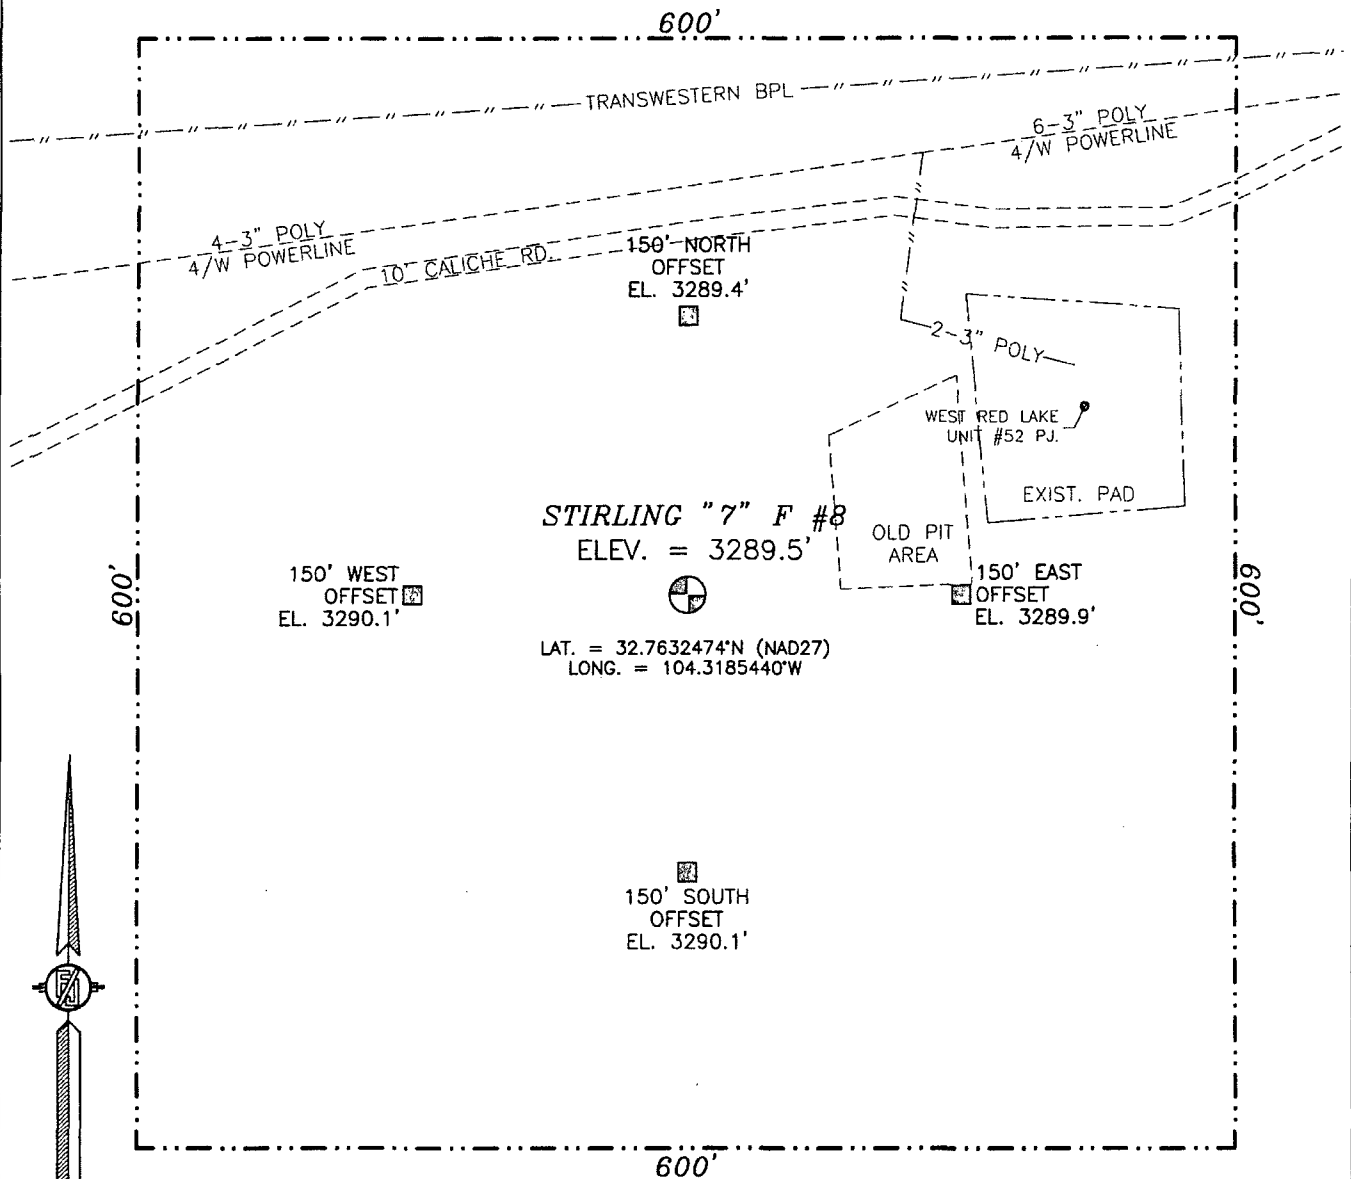 600'
TRANSWESTERN BPL
6-3" POLY
4/W POWERLINE
4-3" POLY
4/W POWERLINE
10' CALICHE RD.
150' NORTH
OFFSET
EL. 3289.4'
2-3" POLY
WEST RED LAKE
UNIT #52 PJ.
EXIST. PAD
OLD PIT
AREA
STIRLING "7" F #8
ELEV. = 3289.5'
600'
150' WEST
OFFSET
EL. 3290.1'
150' EAST
OFFSET
EL. 3289.9'
600'
LAT. = 32.7632474°N (NAD27)
LONG. = 104.3185440°W
150' SOUTH
OFFSET
EL. 3290.1'
600'